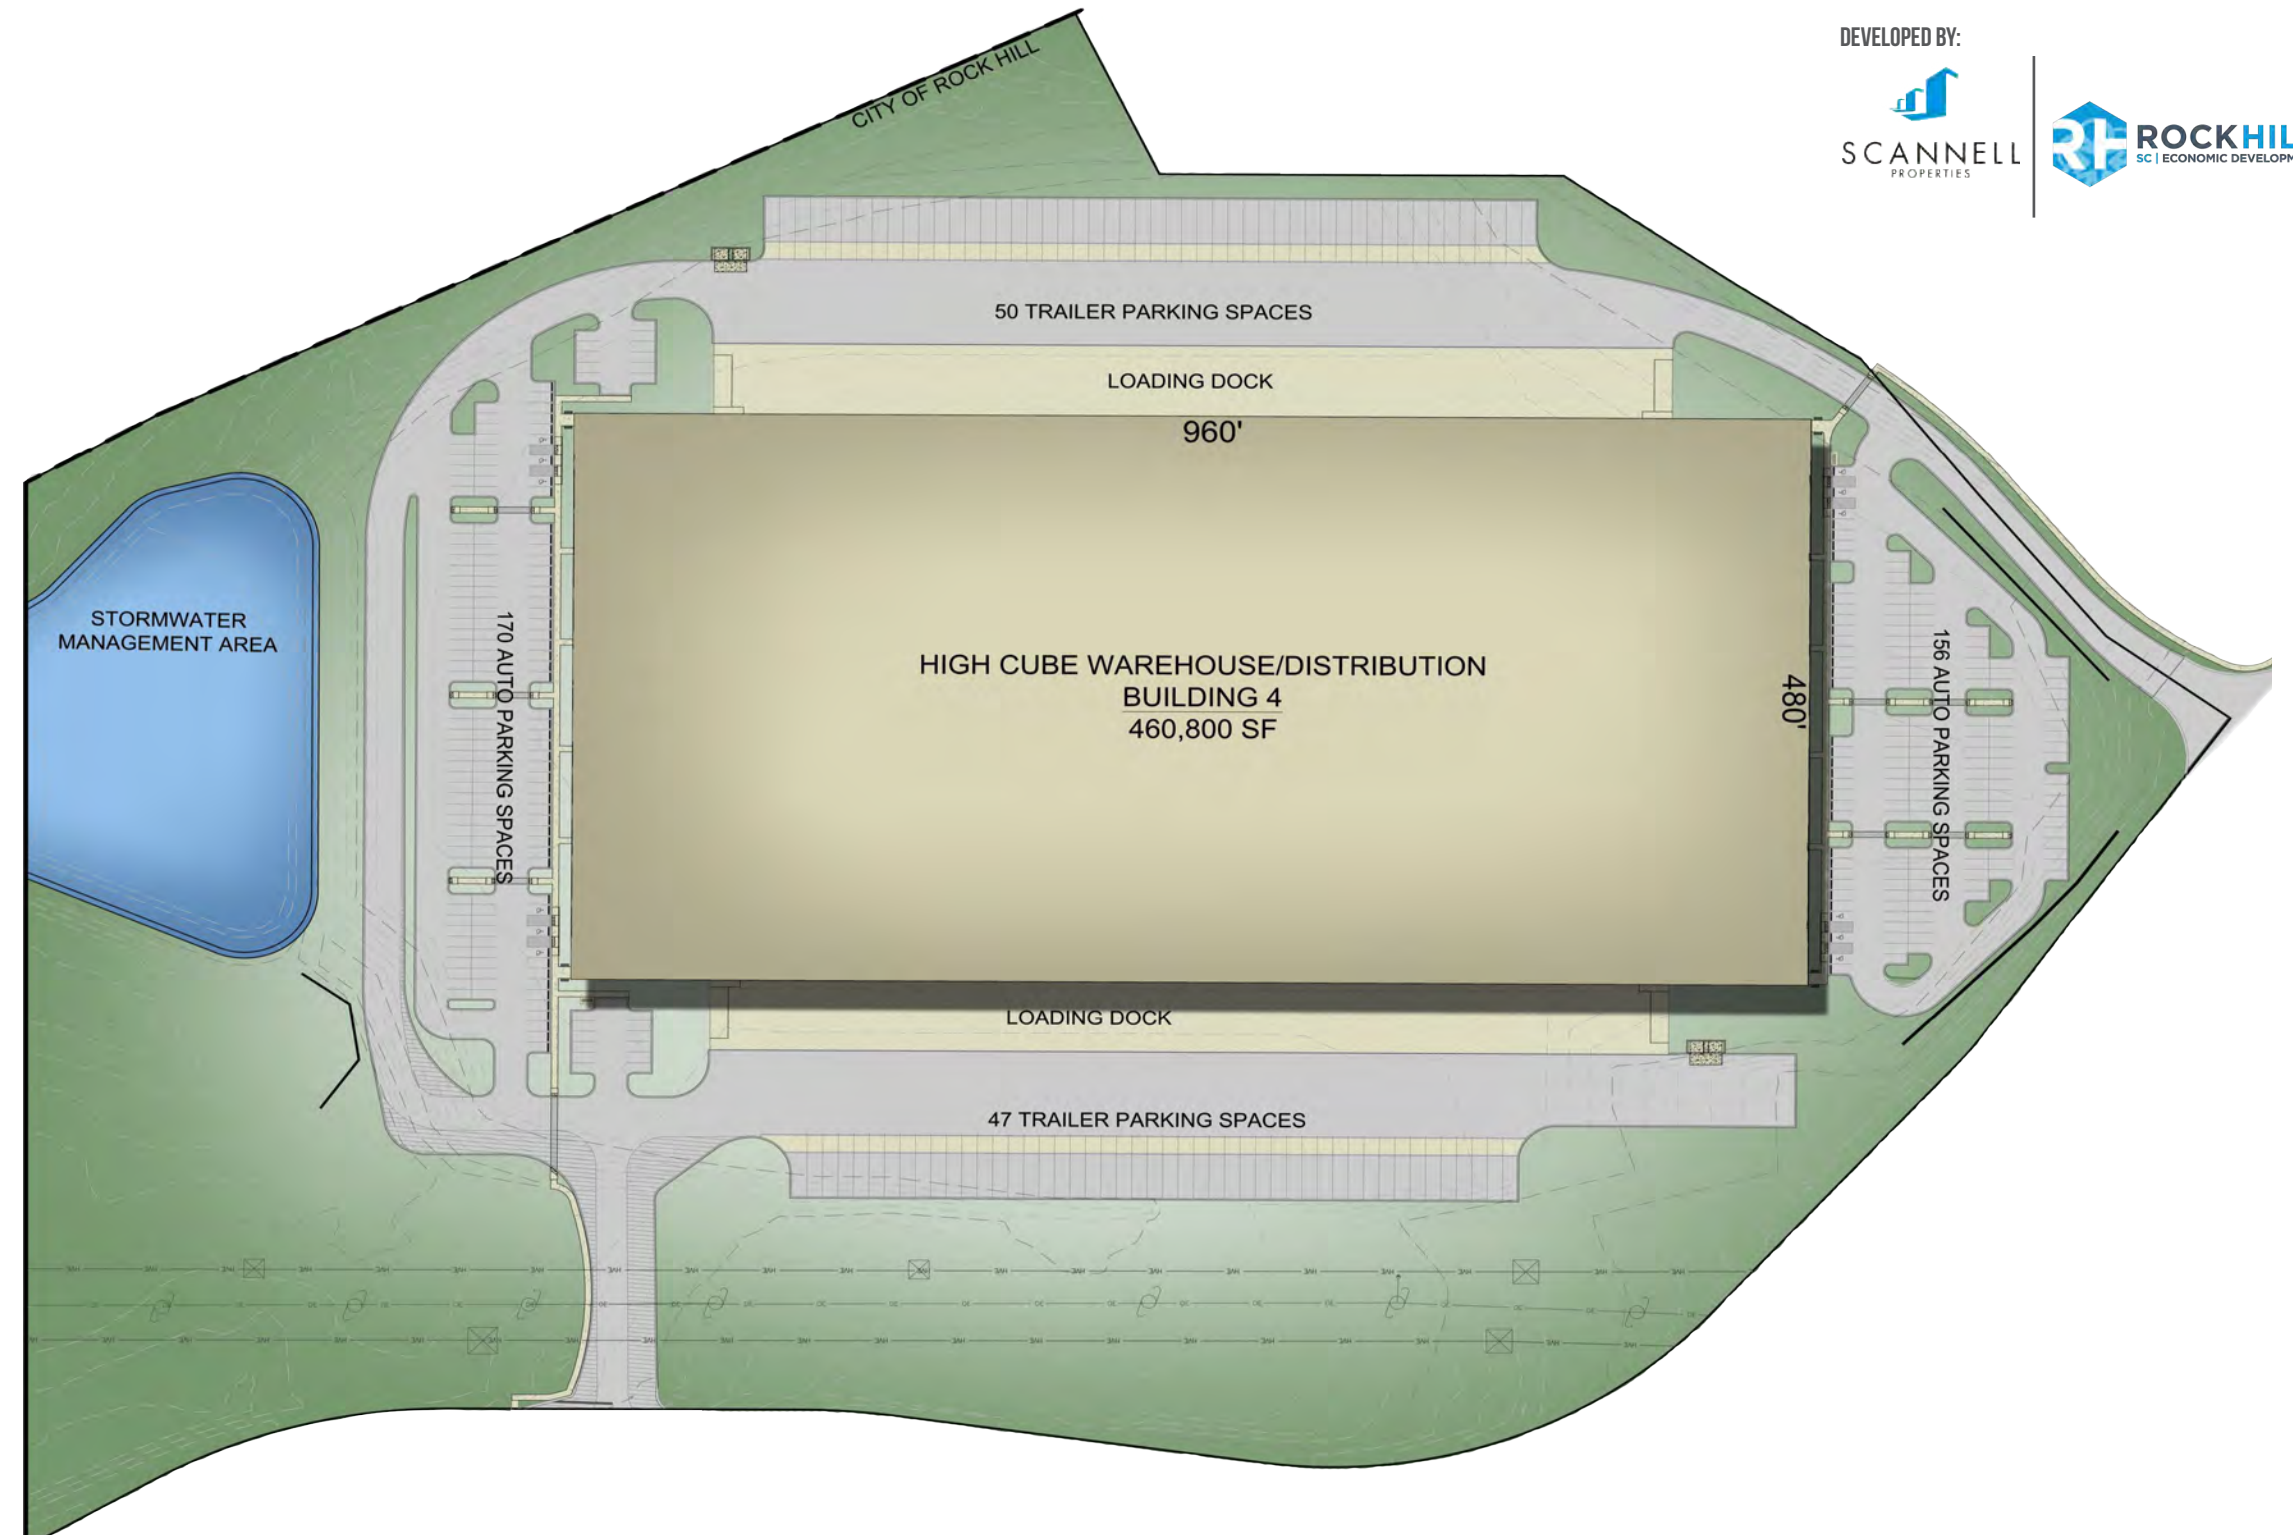 DEVELOPED BY:
SCANNELL
PROPERTIES
RH
ROCKHIL
SC | ECONOMIC DEVELOPM
CITY OF ROCK HILL
50 TRAILER PARKING SPACES
LOADING DOCK
960'
STORMWATER
MANAGEMENT AREA
170 AUTO PARKING SPACES
HIGH CUBE WAREHOUSE/DISTRIBUTION
BUILDING 4
460,800 SF
480'
156 AUTO PARKING SPACES
LOADING DOCK
47 TRAILER PARKING SPACES